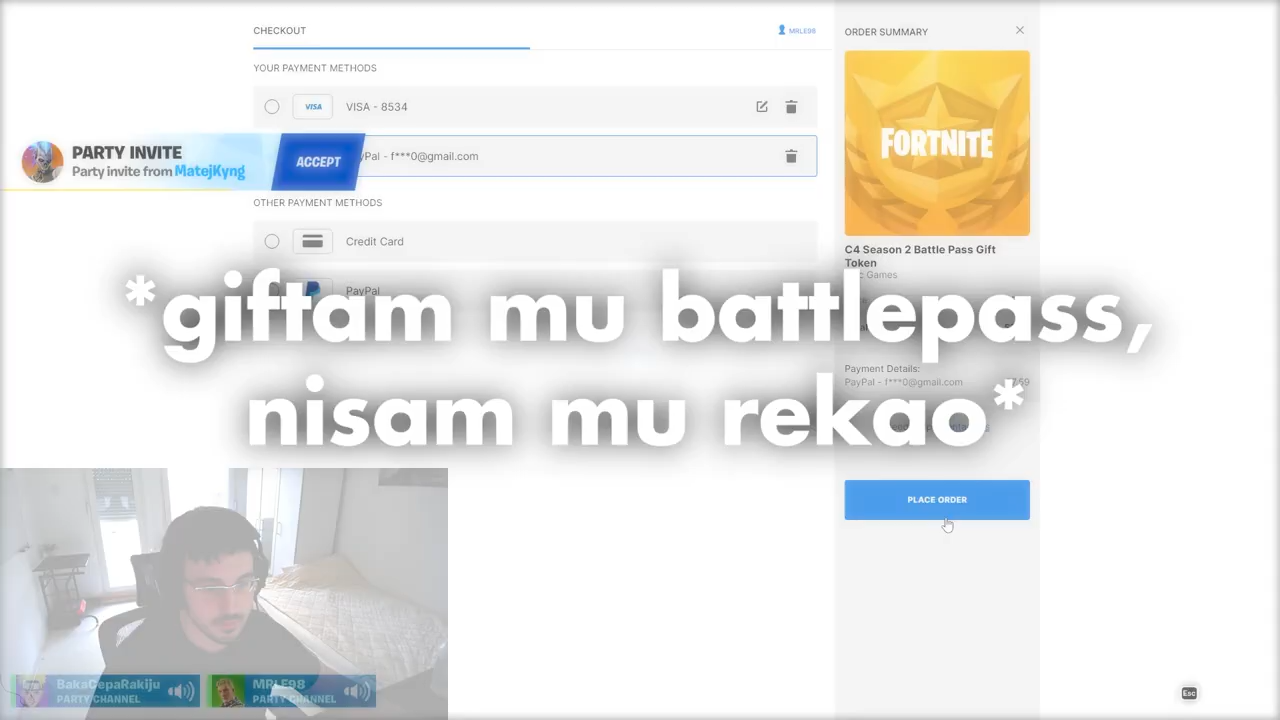 CHECKOUT
MRLE98
YOUR PAYMENT METHODS
VISA
VISA - 8534
PARTY INVITE
Party invite from MatejKyng
ACCEPT
yPal - f***0@gmail.com
OTHER PAYMENT METHODS
Credit Card
PayPal
*giftam mu battlepass,
nisam mu rekao*
ORDER SUMMARY
FORTNITE
C4 Season 2 Battle Pass Gift
Token
Games
Payment Details:
PayPal - f***0@gmail.com
PLACE ORDER
BakaCepaRakiju
PARTY CHANNEL
MRLE98
PARTY CHANNEL
Esc